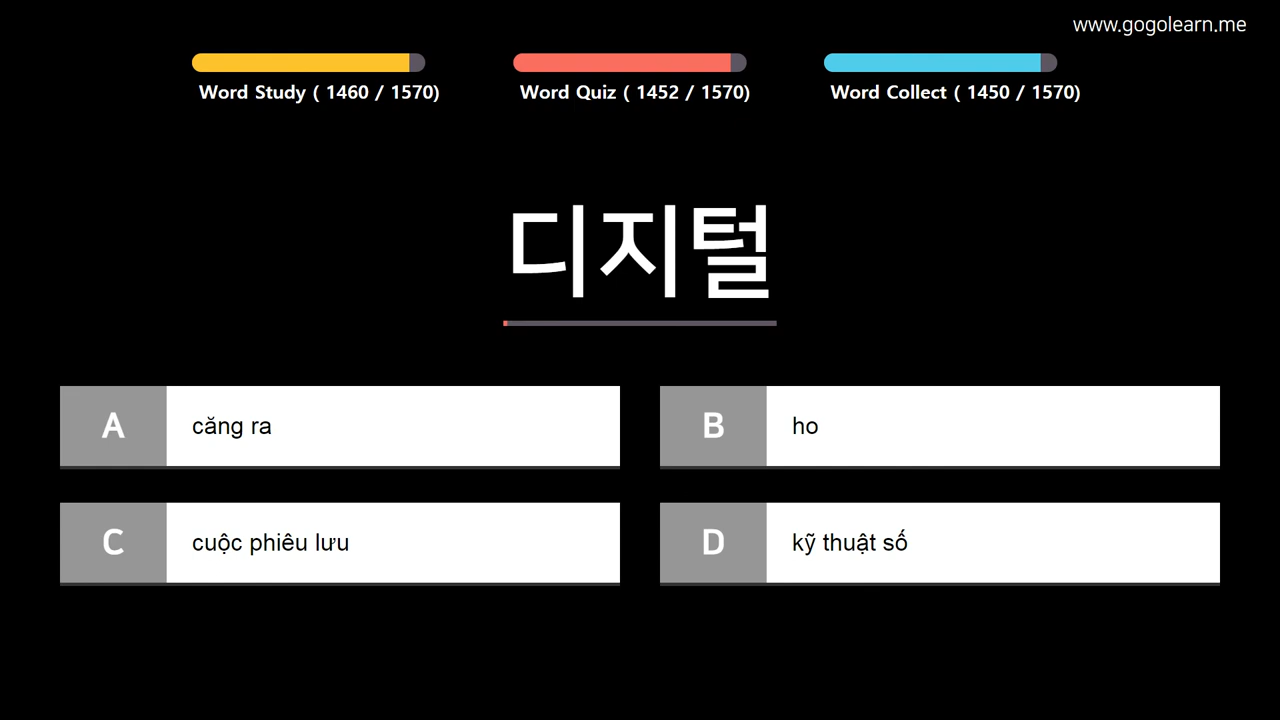 www.gogolearn.me
Word Study ( 1460 / 1570)
Word Quiz ( 1452 / 1570)
Word Collect ( 1450 / 1570)
디지털
A
căng ra
B
ho
C
cuộc phiêu lưu
D
kỹ thuật số